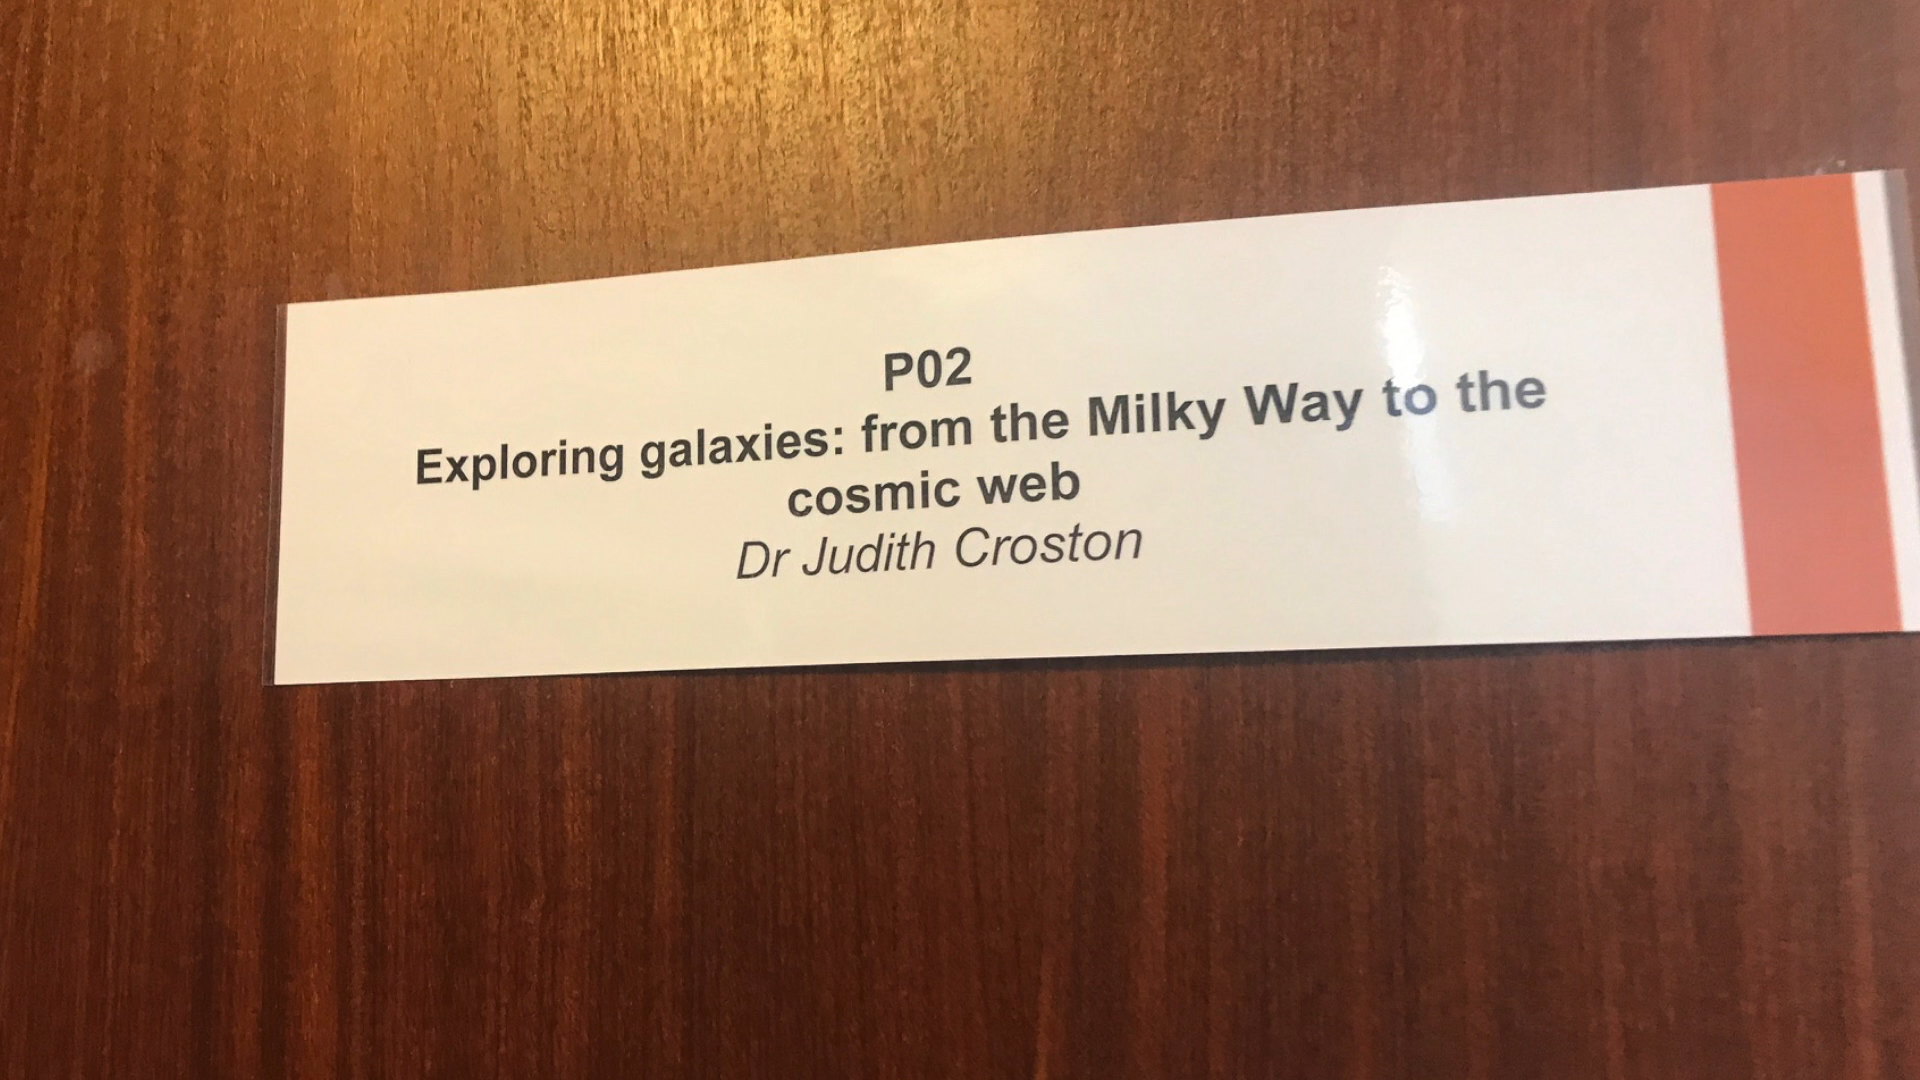 P02
Exploring galaxies: from the Milky Way to the
cosmic web
Dr Judith Croston